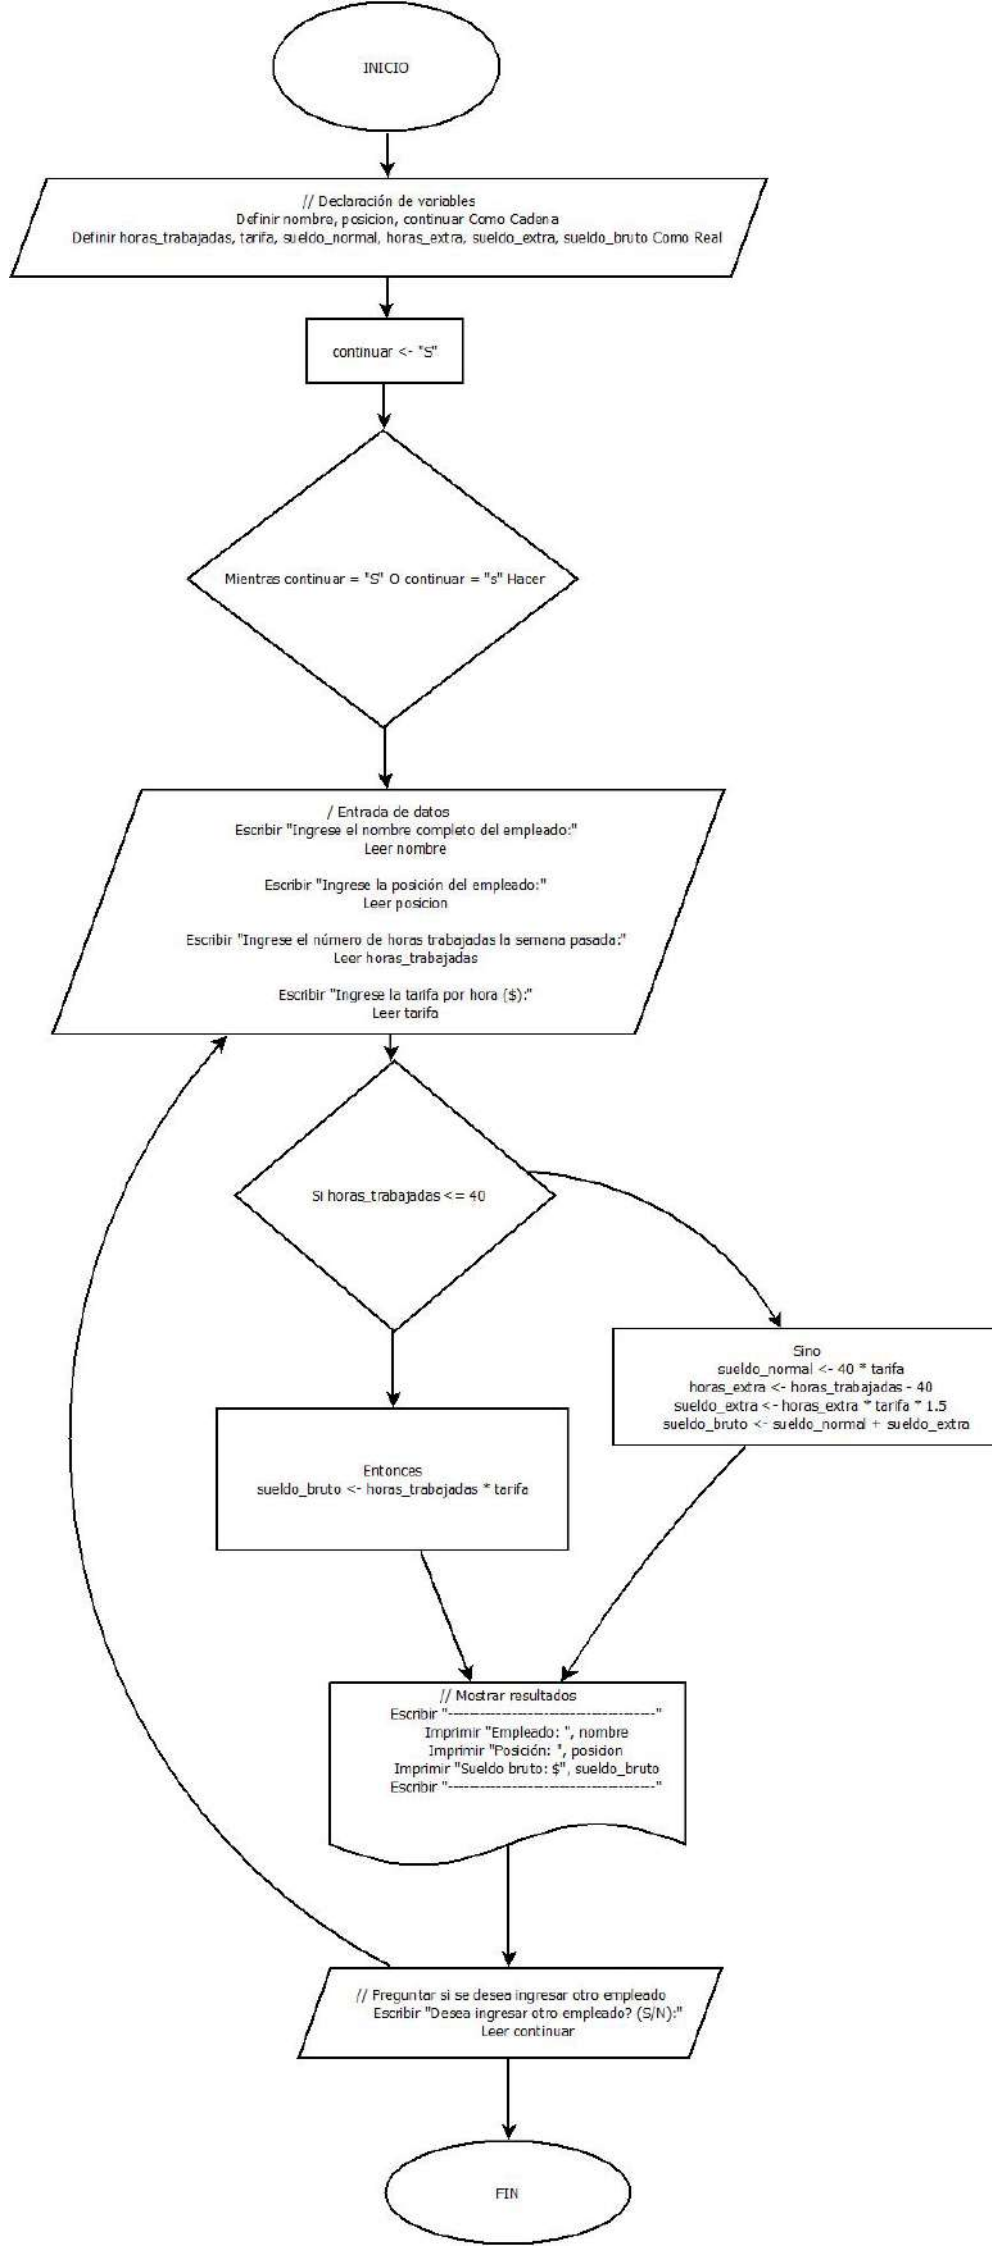 INICIO
// Declaración de variables
Definir nombre, posicion, continuar Como Cadena
Definir horas_trabajadas, tarifa, sueldo_normal, horas_extra, sueldo_extra, sueldo_bruto Como Real
continuar <- "S"
Mientras continuar = "S" O continuar = "s" Hacer
/ Entrada de datos
Escribir "Ingrese el nombre completo del empleado:"
Leer nombre
Escribir "Ingrese la posición del empleado:"
Leer posicion
Escribir "Ingrese el número de horas trabajadas la semana pasada:"
Leer horas_trabajadas
Escribir "Ingrese la tarifa por hora ($):"
Leer tarifa
Si horas_trabajadas <= 40
Sino
sueldo_normal <- 40 * tarifa
horas_extra <- horas_trabajadas - 40
sueldo_extra <- horas_extra * tarifa * 1.5
sueldo_bruto <- sueldo_normal + sueldo_extra
Entonces
sueldo_bruto <- horas_trabajadas * tarifa
// Mostrar resultados
Escribir "---------------------------------------"
Imprimir "Empleado: ", nombre
Imprimir "Posición: ", posicion
Imprimir "Sueldo bruto: $", sueldo_bruto
Escribir "---------------------------------------"
// Preguntar si se desea ingresar otro empleado
Escribir "Desea ingresar otro empleado? (S/N):"
Leer continuar
FIN